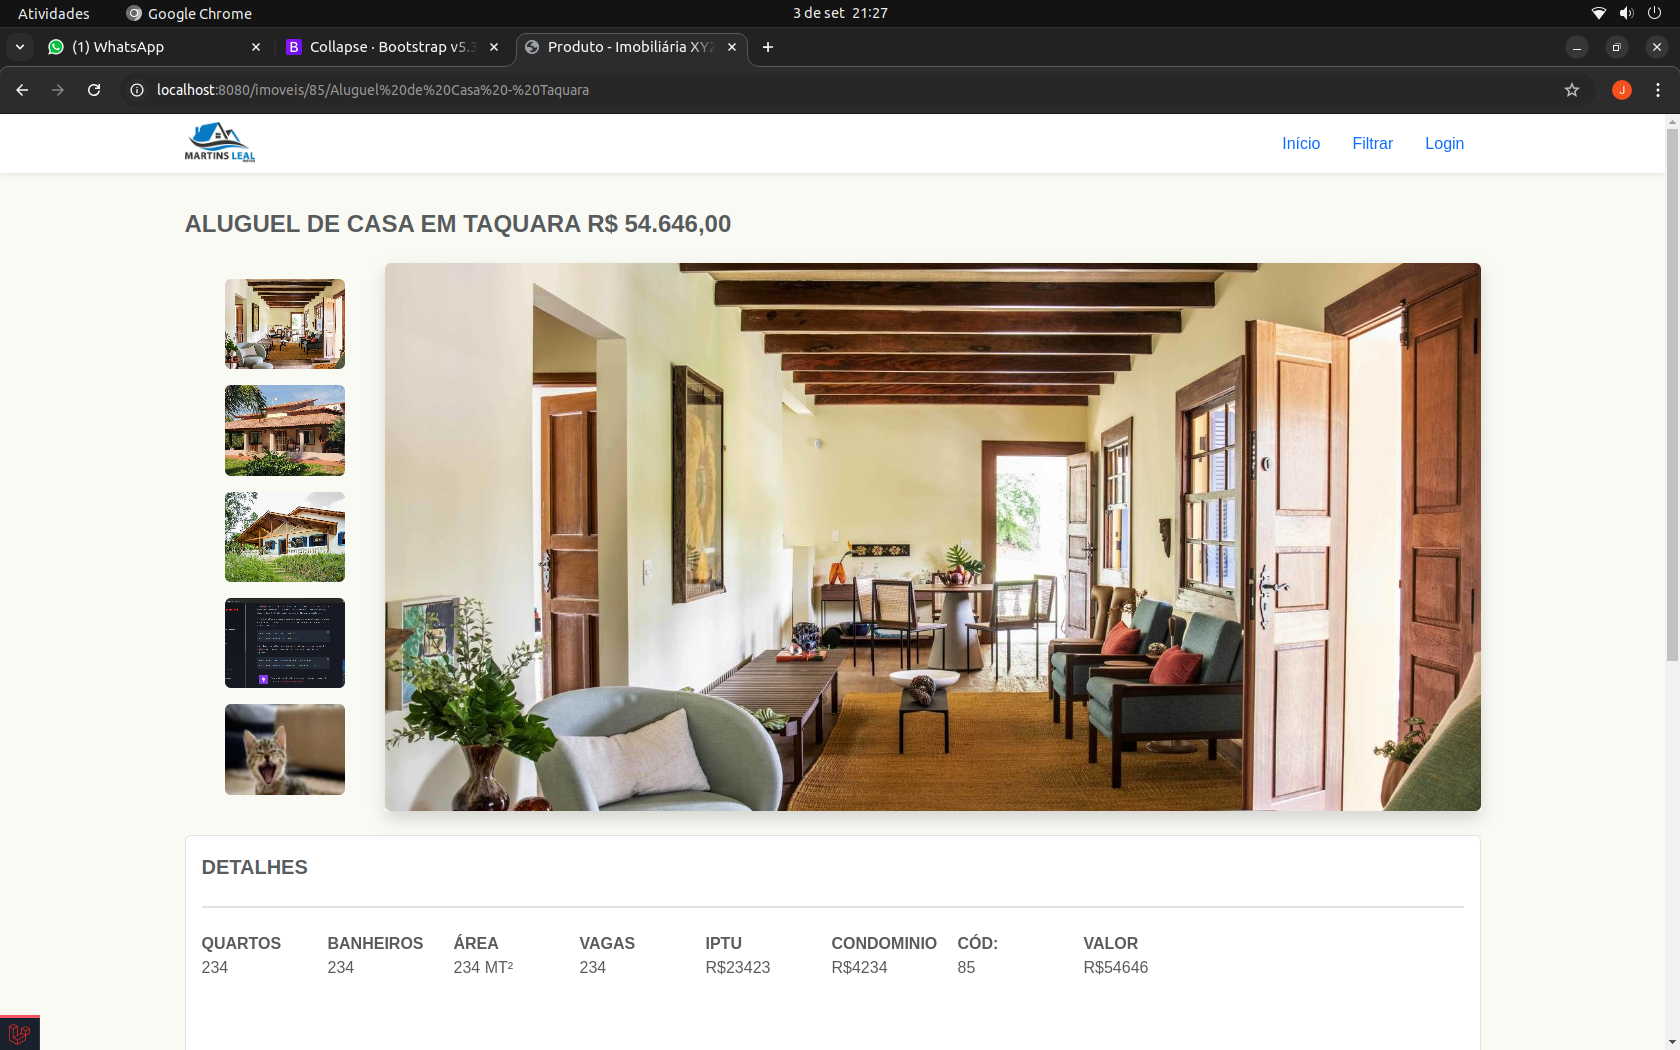 Atividades
Google Chrome
3 de set 21:27
(1) WhatsApp
Collapse · Bootstrap v5.3
Produto - Imobiliária XYZ
localhost:8080/imoveis/85/Aluguel%20de%20Casa%20-%20Taquara
J
MARTINS LEAL
Início
Filtrar
Login
ALUGUEL DE CASA EM TAQUARA R$ 54.646,00
DETALHES
QUARTOS
234
BANHEIROS
234
ÁREA
234 MT²
VAGAS
234
IPTU
R$23423
CONDOMINIO
R$4234
CÓD:
85
VALOR
R$54646